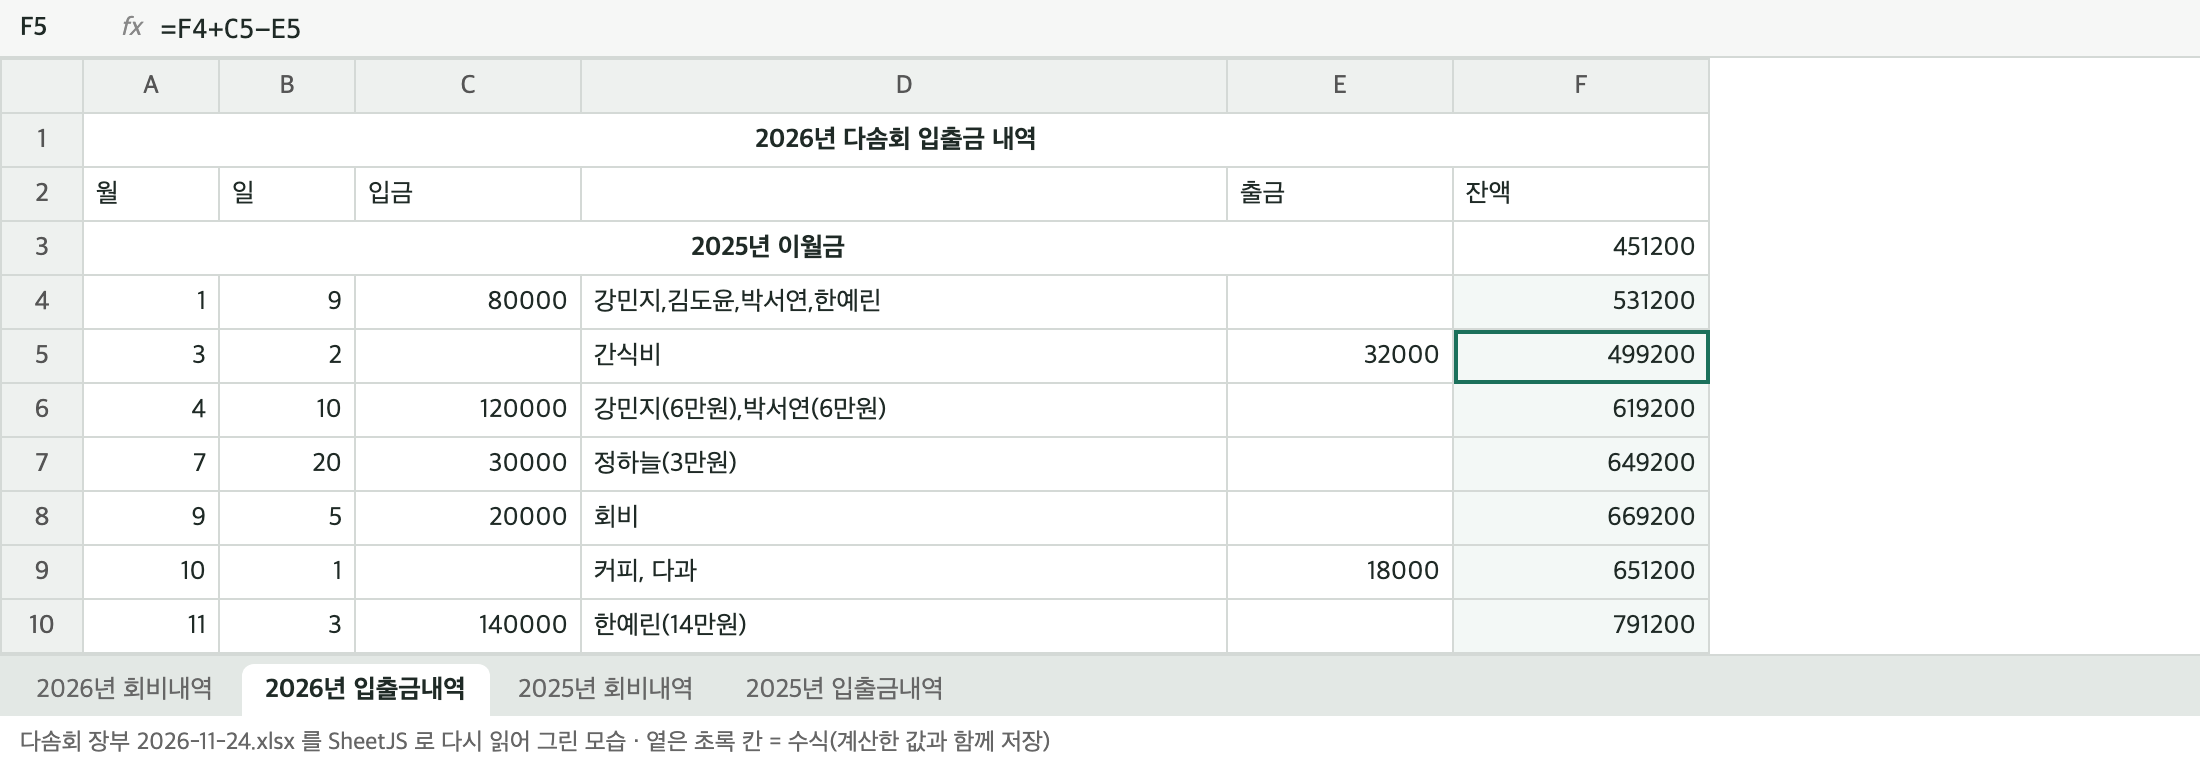 F5 fx =F4+C5−E5
A B C D E F
1 2026년 다솜회 입출금 내역
2 월 일 입금 출금 잔액
3 2025년 이월금 451200
4 1 9 80000 강민지,김도윤,박서연,한예린 531200
5 3 2 간식비 32000 499200
6 4 10 120000 강민지(6만원),박서연(6만원) 619200
7 7 20 30000 정하늘(3만원) 649200
8 9 5 20000 회비 669200
9 10 1 커피, 다과 18000 651200
10 11 3 140000 한예린(14만원) 791200
2026년 회비내역 2026년 입출금내역 2025년 회비내역 2025년 입출금내역
다솜회 장부 2026-11-24.xlsx 를 SheetJS 로 다시 읽어 그린 모습 · 옅은 초록 칸 = 수식(계산한 값과 함께 저장)